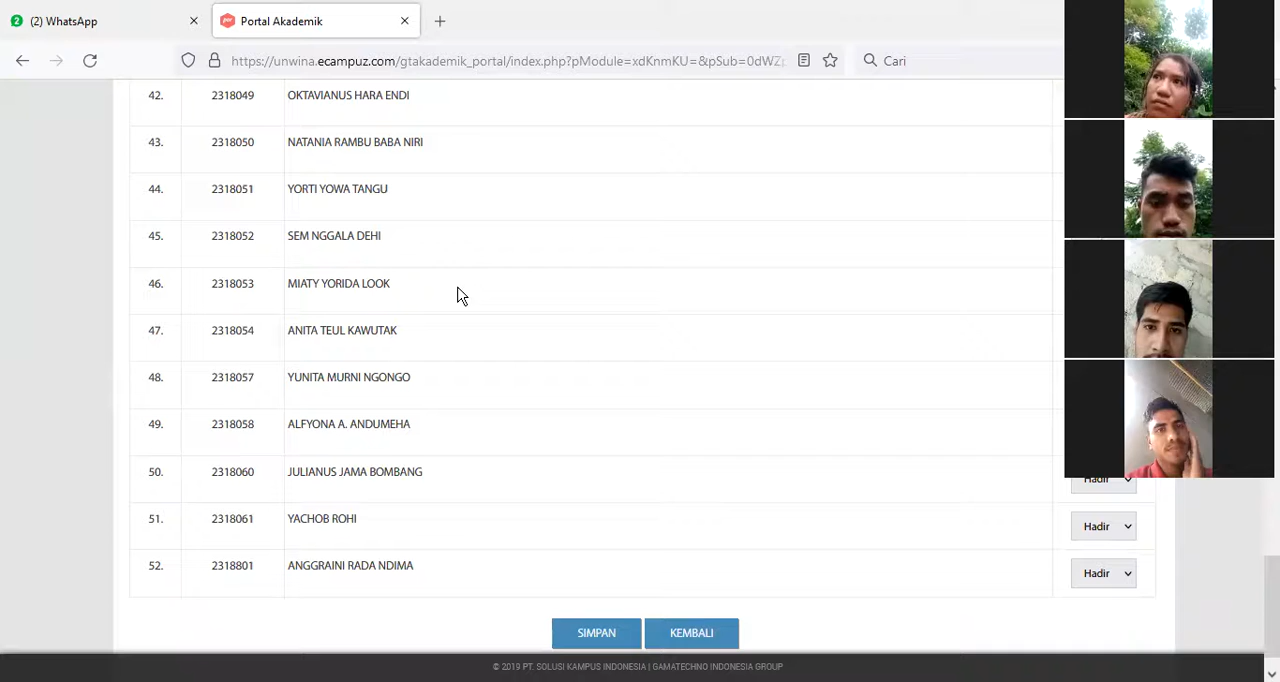 2 (2) WhatsApp
Portal Akademik
https://unwina.ecampuz.com/gtakademik_portal/index.php?pModule=xdKnmKU=&pSub=0dWZp
Cari
42. 2318049 OKTAVIANUS HARA ENDI
43. 2318050 NATANIA RAMBU BABA NIRI
44. 2318051 YORTI YOWA TANGU
45. 2318052 SEM NGGALA DEHI
46. 2318053 MIATY YORIDA LOOK
47. 2318054 ANITA TEUL KAWUTAK
48. 2318057 YUNITA MURNI NGONGO
49. 2318058 ALFYONA A. ANDUMEHA
50. 2318060 JULIANUS JAMA BOMBANG Hadir
51. 2318061 YACHOB ROHI Hadir
52. 2318801 ANGGRAINI RADA NDIMA Hadir
SIMPAN KEMBALI
© 2019 PT. SOLUSI KAMPUS INDONESIA | GAMATECHNO INDONESIA GROUP